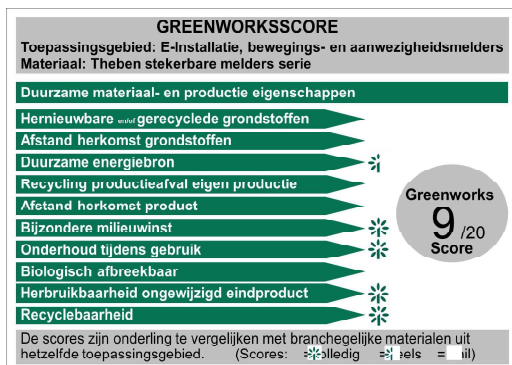 GREENWORKSSCORE
Toepassingsgebied: E-Installatie, bewegings- en aanwezigheidsmelders
Materiaal: Theben stekerbare melders serie
Duurzame materiaal- en productie eigenschappen
Hernieuwbare en/of gerecyclede grondstoffen
Afstand herkomst grondstoffen
Duurzame energiebron
Recycling productieafval eigen productie
Afstand herkomst product
Bijzondere milieuwinst
Onderhoud tijdens gebruik
Biologisch afbreekbaar
Herbruikbaarheid ongewijzigd eindproduct
Recyclebaarheid
Greenworks
9 /20
Score
De scores zijn onderling te vergelijken met branchegelijke materialen uit
hetzelfde toepassingsgebied. (Scores: = olledig = eels = il)